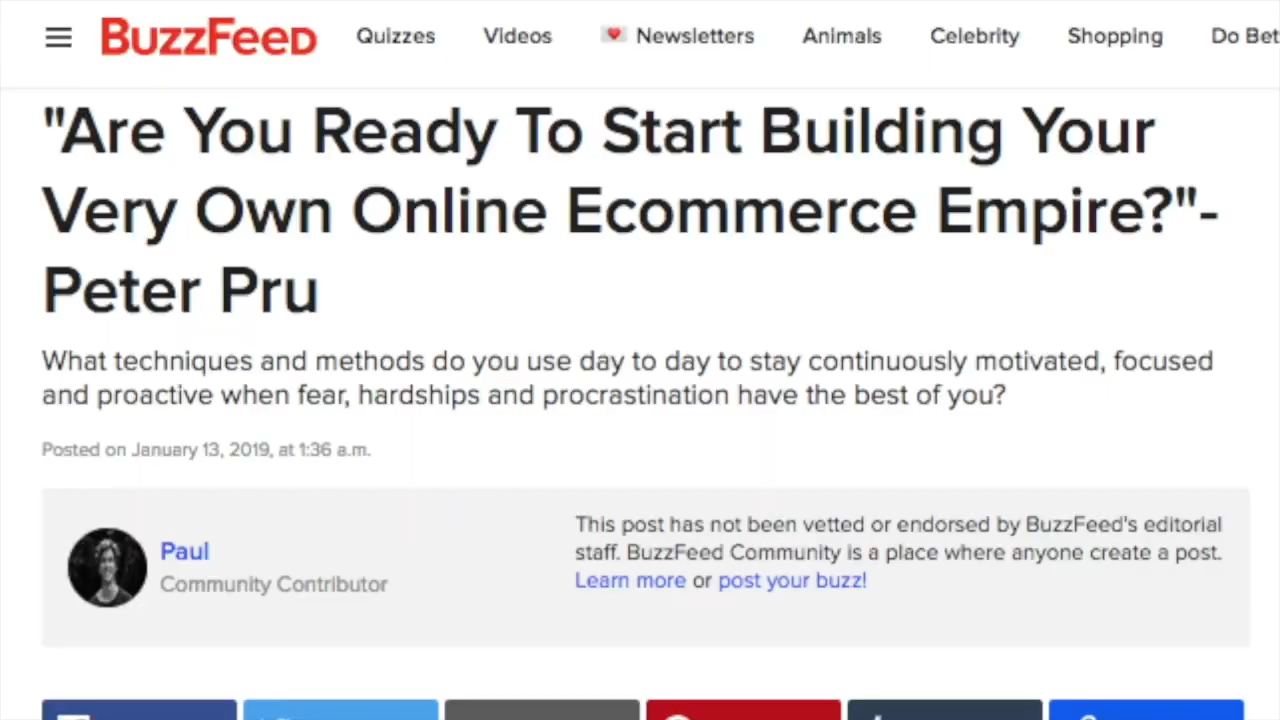 BuzzFeed Quizzes Videos Newsletters Animals Celebrity Shopping Do Bet
"Are You Ready To Start Building Your
Very Own Online Ecommerce Empire?"-
Peter Pru
What techniques and methods do you use day to day to stay continuously motivated, focused
and proactive when fear, hardships and procrastination have the best of you?
Posted on January 13, 2019, at 1:36 a.m.
Paul
Community Contributor
This post has not been vetted or endorsed by BuzzFeed's editorial
staff. BuzzFeed Community is a place where anyone create a post.
Learn more or post your buzz!